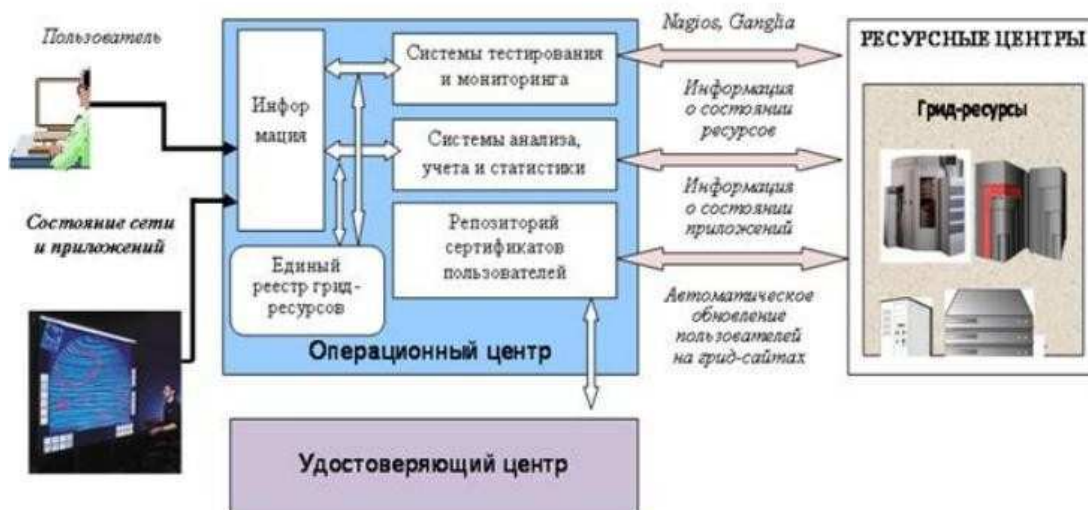 Пользователь
Состояние сети
и приложений
Инфор
мация
Системы тестирования
и мониторинга
Системы анализа,
учета и статистики
Репозиторий
сертификатов
пользователей
Единый
реестр грид-
ресурсов
Операционный центр
Удостоверяющий центр
Nagios, Ganglia
Информация
о состоянии
ресурсов
Информация
о состоянии
приложений
Автоматическое
обновление
пользователей
на грид-сайтах
РЕСУРСНЫЕ ЦЕНТРЫ
Грид-ресурсы